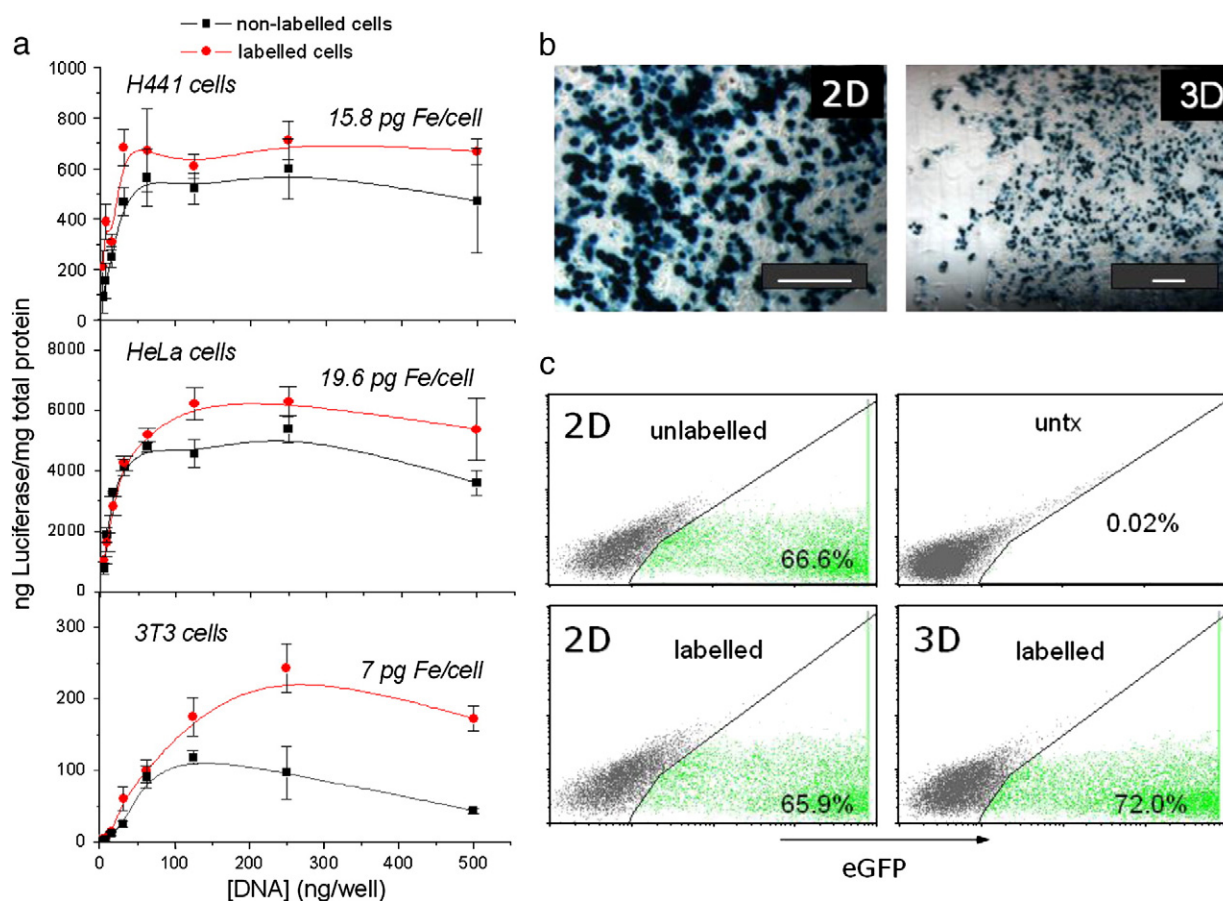 a
non-labelled cells
labelled cells
ng Luciferase/mg total protein
H441 cells
15.8 pg Fe/cell
1000
800
600
400
200
0
HeLa cells
19.6 pg Fe/cell
8000
6000
4000
2000
0
3T3 cells
7 pg Fe/cell
300
200
100
0
0 100 200 300 400 500
[DNA] (ng/well)
b
2D
3D
c
2D unlabelled
66.6%
untx
0.02%
2D labelled
65.9%
3D labelled
72.0%
eGFP